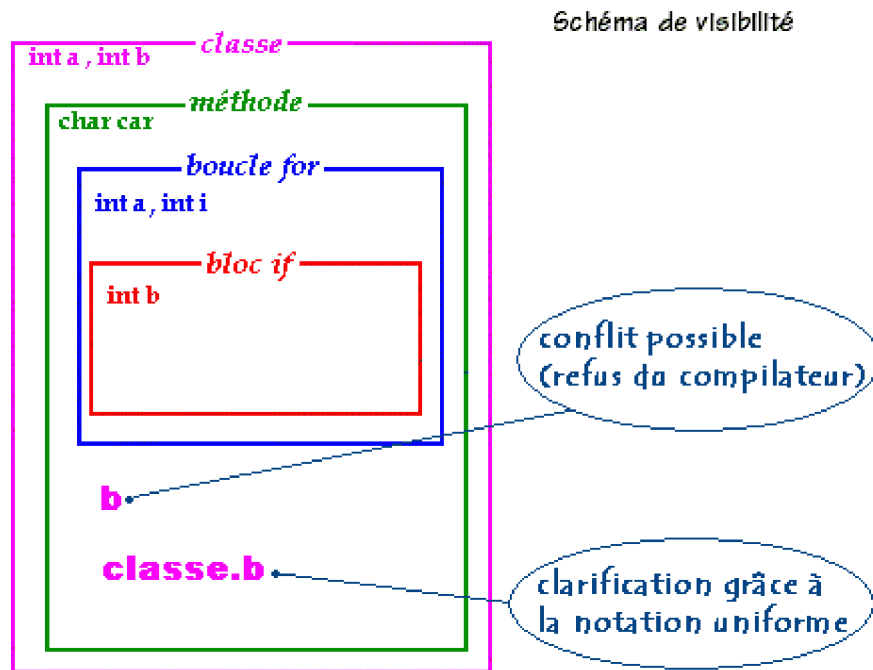 Schéma de visibilité
classe
int a , int b
méthode
char car
boucle for
int a , int i
bloc if
int b
conflit possible
(refus du compilateur)
b
classe.b
clarification grâce à
la notation uniforme